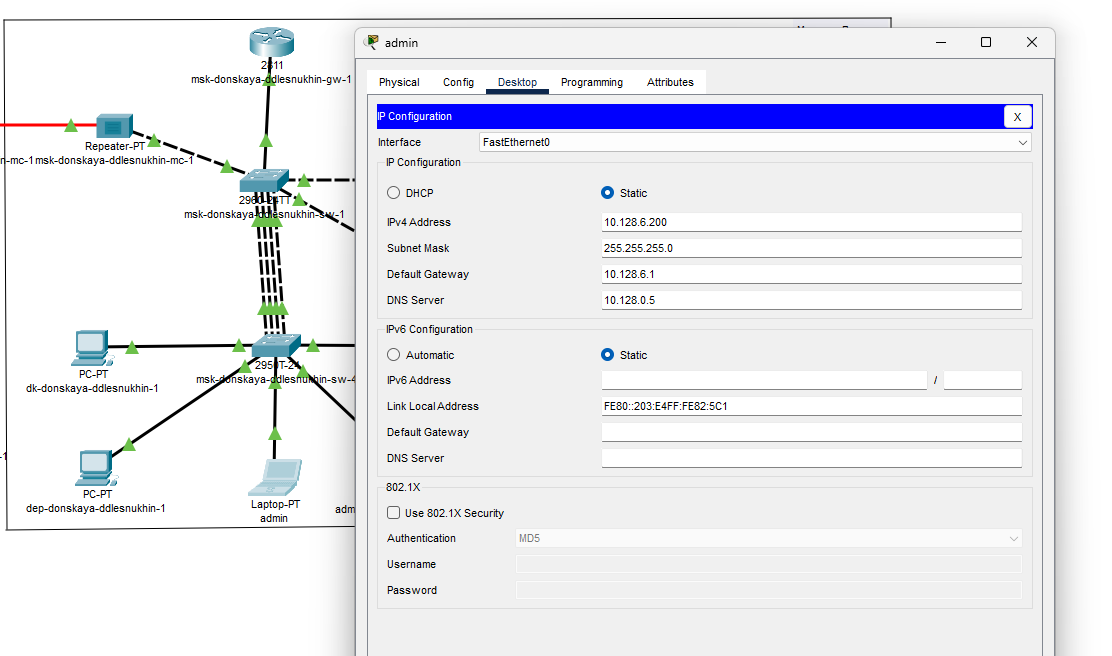 2811
msk-donskaya-ddlesnukhin-gw-1
Repeater-PT
n-mc-1 msk-donskaya-ddlesnukhin-mc-1
2960-24TT
msk-donskaya-ddlesnukhin-sw-1
2950T-24
msk-donskaya-ddlesnukhin-sw-4
PC-PT
dk-donskaya-ddlesnukhin-1
-1
PC-PT
dep-donskaya-ddlesnukhin-1
Laptop-PT
admin
adm
admin
Physical Config Desktop Programming Attributes
IP Configuration X
Interface FastEthernet0
IP Configuration
DHCP Static
IPv4 Address 10.128.6.200
Subnet Mask 255.255.255.0
Default Gateway 10.128.6.1
DNS Server 10.128.0.5
IPv6 Configuration
Automatic Static
IPv6 Address /
Link Local Address FE80::203:E4FF:FE82:5C1
Default Gateway
DNS Server
802.1X
Use 802.1X Security
Authentication MD5
Username
Password